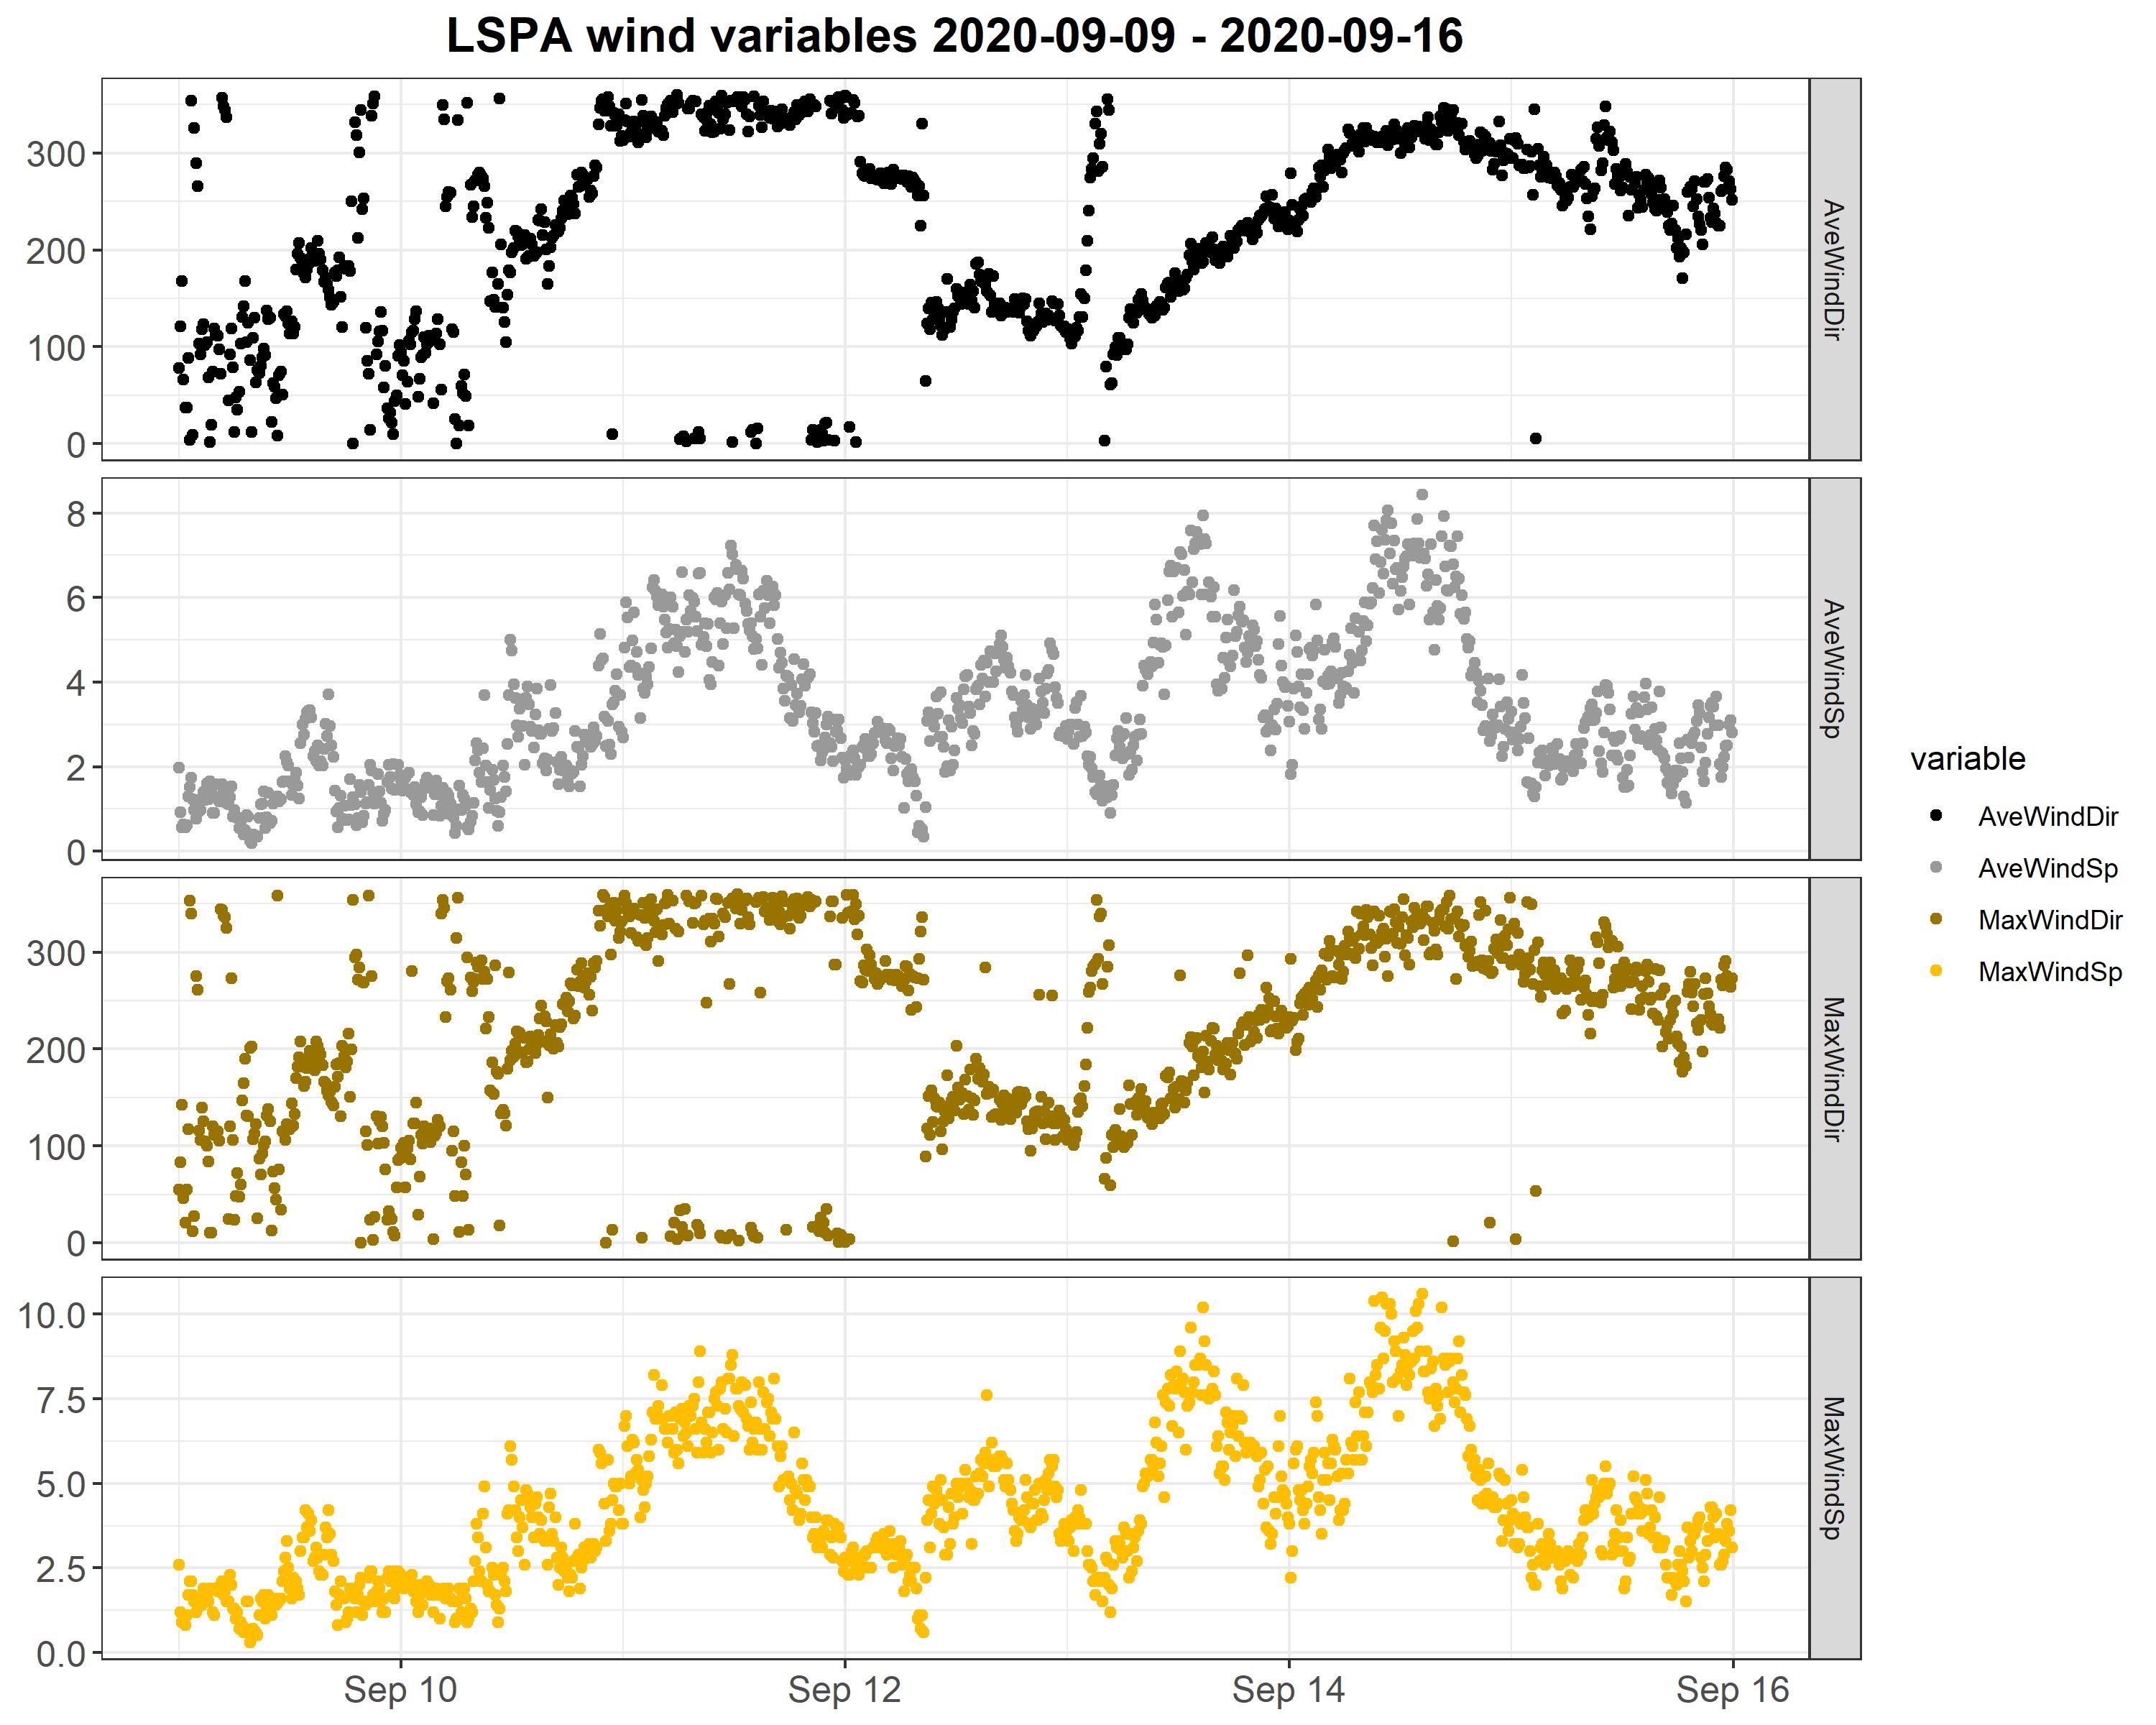 LSPA wind variables 2020-09-09 - 2020-09-16
300
200
100
0
AveWindDir
8
6
4
2
0
AveWindSp
300
200
100
0
MaxWindDir
10.0
7.5
5.0
2.5
0.0
MaxWindSp
Sep 10 Sep 12 Sep 14 Sep 16
variable
AveWindDir
AveWindSp
MaxWindDir
MaxWindSp